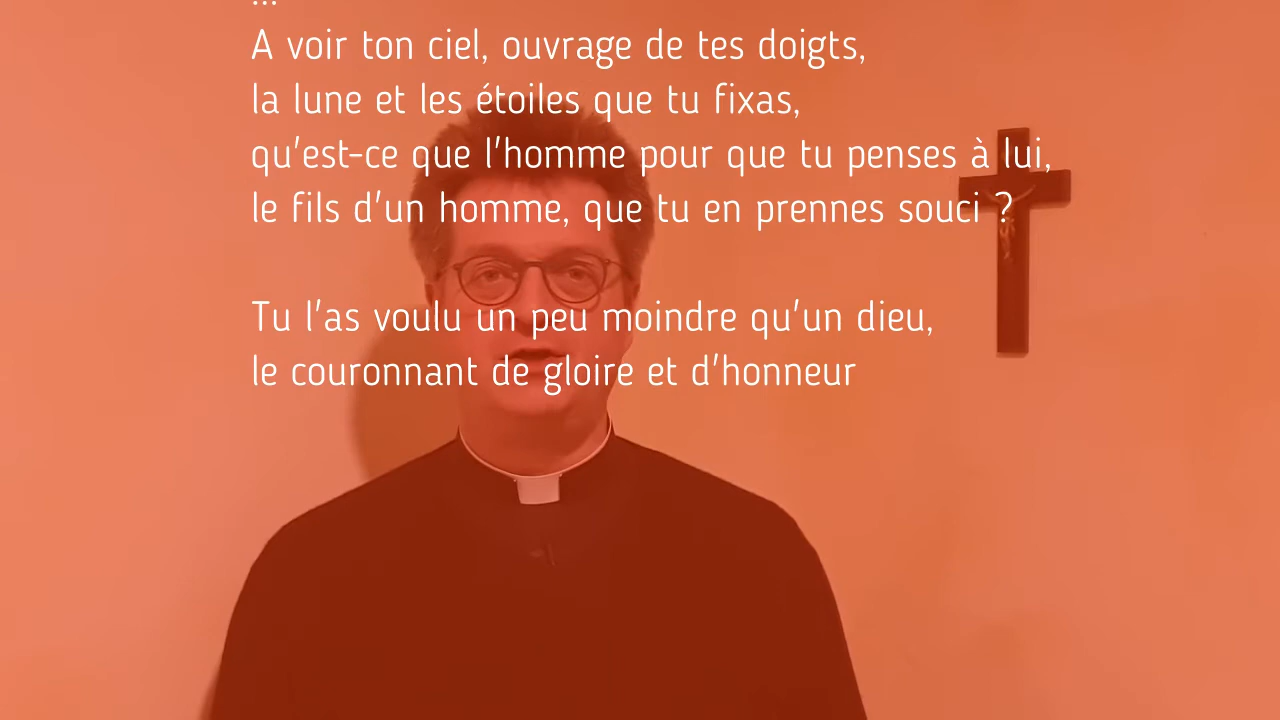 ...
A voir ton ciel, ouvrage de tes doigts,
la lune et les étoiles que tu fixas,
qu'est-ce que l'homme pour que tu penses à lui,
le fils d'un homme, que tu en prennes souci ?
Tu l'as voulu un peu moindre qu'un dieu,
le couronnant de gloire et d'honneur